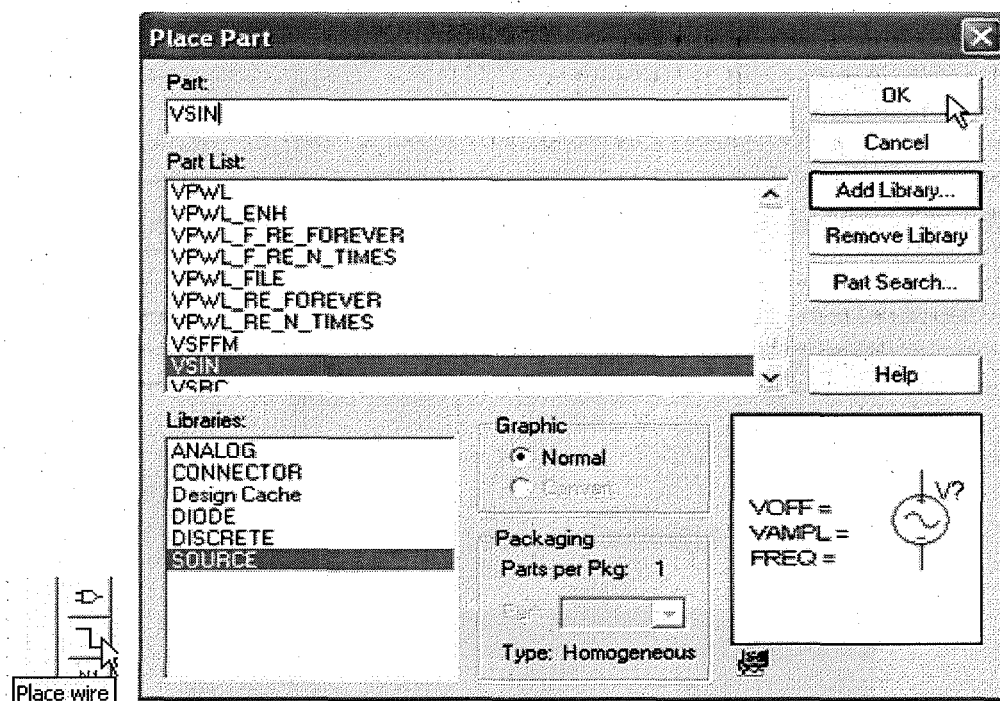 Place Part
Part:
VSIN
Part List:
VPWL
VPWL_ENH
VPWL_F_RE_FOREVER
VPWL_F_RE_N_TIMES
VPWL_FILE
VPWL_RE_FOREVER
VPWL_RE_N_TIMES
VSFFM
VSIN
VSRC
OK
Cancel
Add Library...
Remove Library
Part Search...
Help
Libraries:
ANALOG
CONNECTOR
Design Cache
DIODE
DISCRETE
SOURCE
Graphic
Normal
Convert
Packaging
Parts per Pkg: 1
Type: Homogeneous
V?
VOFF =
VAMPL =
FREQ =
Place wire